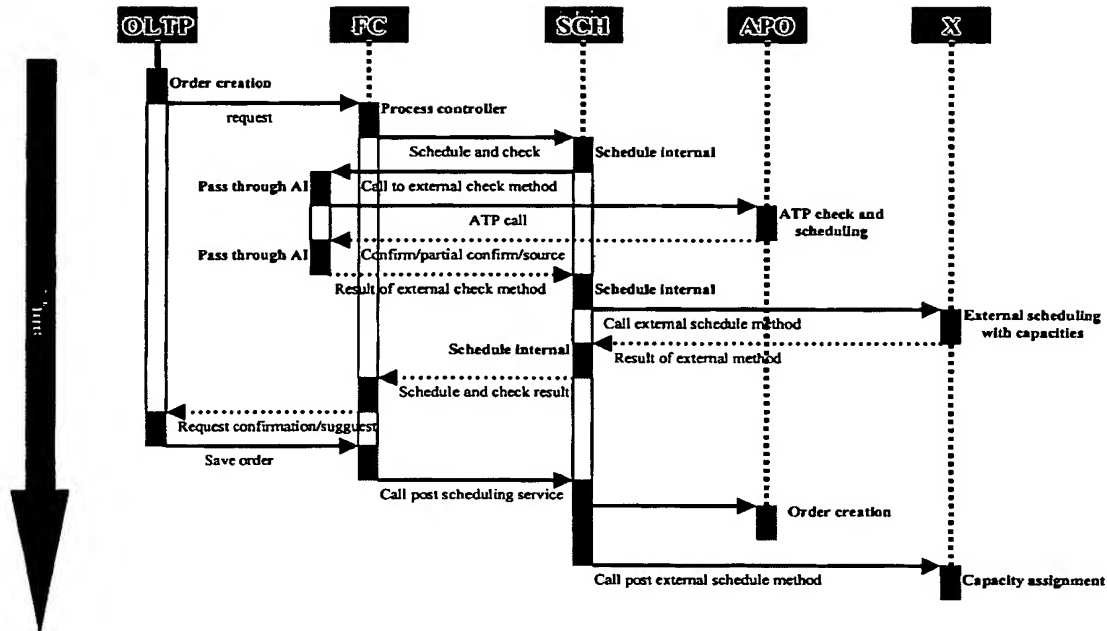 OLTP FC SCH APO X
Order creation
request
Process controller
Schedule and check
Schedule internal
Pass through AI
Call to external check method
ATP call
ATP check and
scheduling
Pass through AI
Confirm/partial confirm/source
Result of external check method
Schedule internal
Call external schedule method
External scheduling
with capacities
Schedule internal
Result of external method
Schedule and check result
Request confirmation/sugguest
Save order
Call post scheduling service
Order creation
Call post external schedule method
Capacity assignment